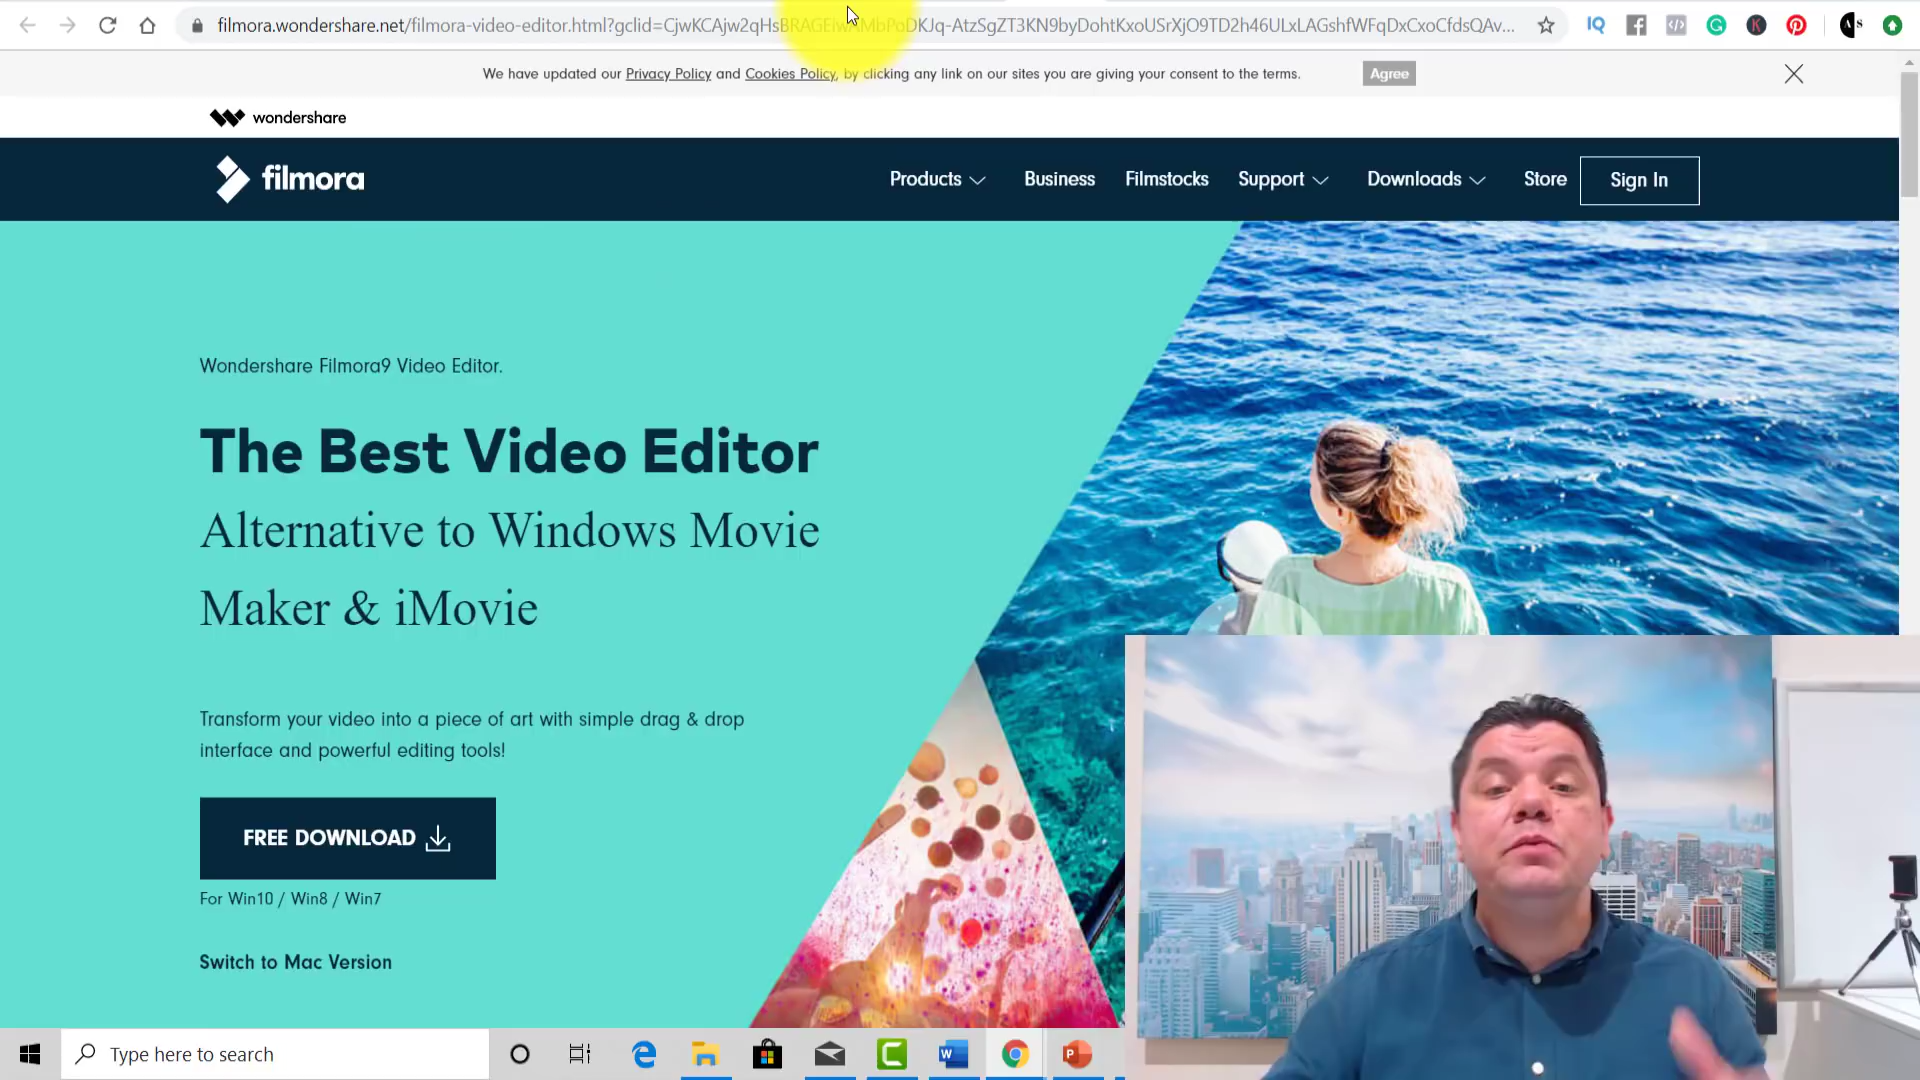 filmora.wondershare.net/filmora-video-editor.html?gclid=CjwKCAjw2qHsBRAGEiwAMbPoDKJq-AtzSgZT3KN9byDohtKxoUSrXjO9TD2h46ULxLAGshfWFqDxCxoCfdsQAv...
We have updated our Privacy Policy and Cookies Policy, by clicking any link on our sites you are giving your consent to the terms.
Agree
wondershare
filmora
Products
Business
Filmstocks
Support
Downloads
Store
Sign In
Wondershare Filmora9 Video Editor.
The Best Video Editor
Alternative to Windows Movie
Maker & iMovie
Transform your video into a piece of art with simple drag & drop
interface and powerful editing tools!
FREE DOWNLOAD
For Win10 / Win8 / Win7
Switch to Mac Version
Type here to search